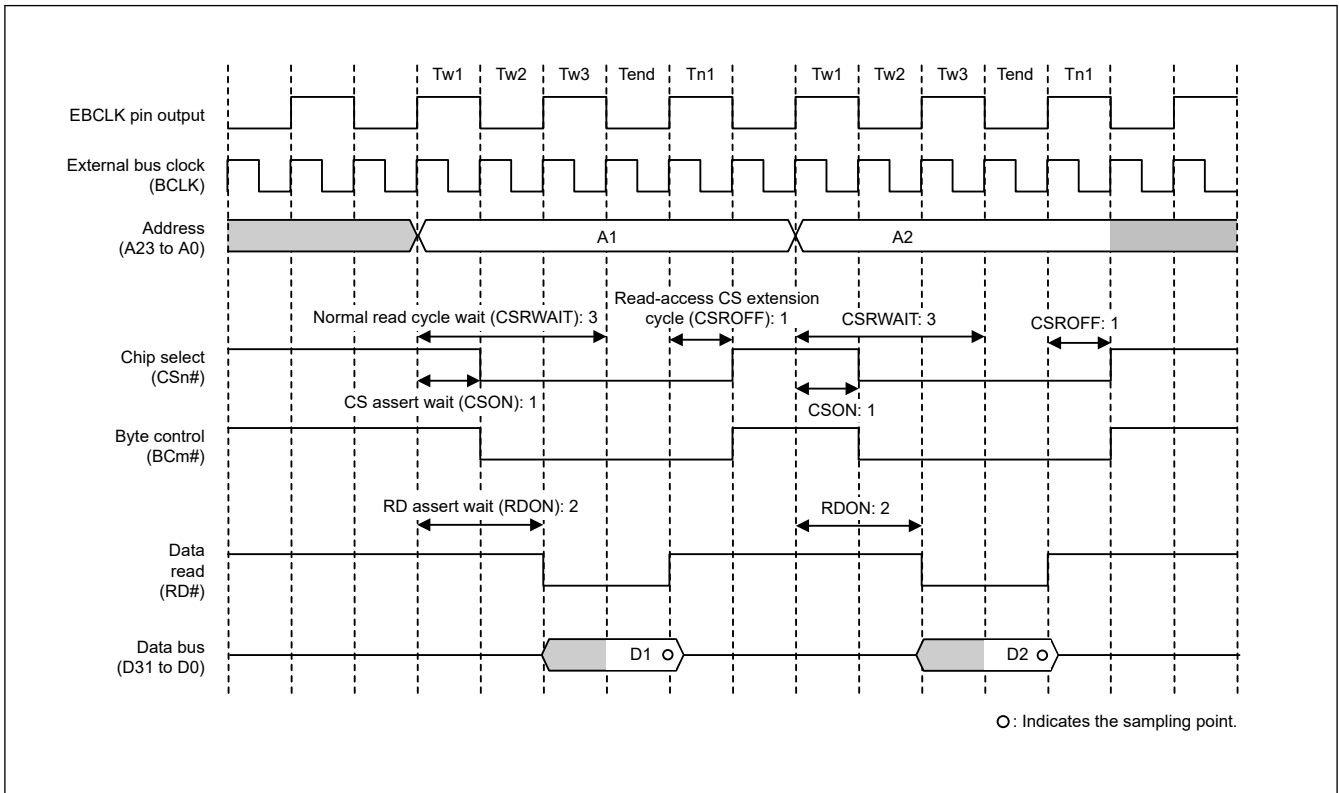 Tw1 Tw2 Tw3 Tend Tn1 Tw1 Tw2 Tw3 Tend Tn1
EBCLK pin output
External bus clock
(BCLK)
Address
(A23 to A0)
A1
A2
Normal read cycle wait (CSRWAIT): 3
Read-access CS extension
cycle (CSROFF): 1
CSRWAIT: 3
CSROFF: 1
Chip select
(CSn#)
CS assert wait (CSON): 1
CSON: 1
Byte control
(BCm#)
RD assert wait (RDON): 2
RDON: 2
Data
read
(RD#)
Data bus
(D31 to D0)
D1
D2
: Indicates the sampling point.